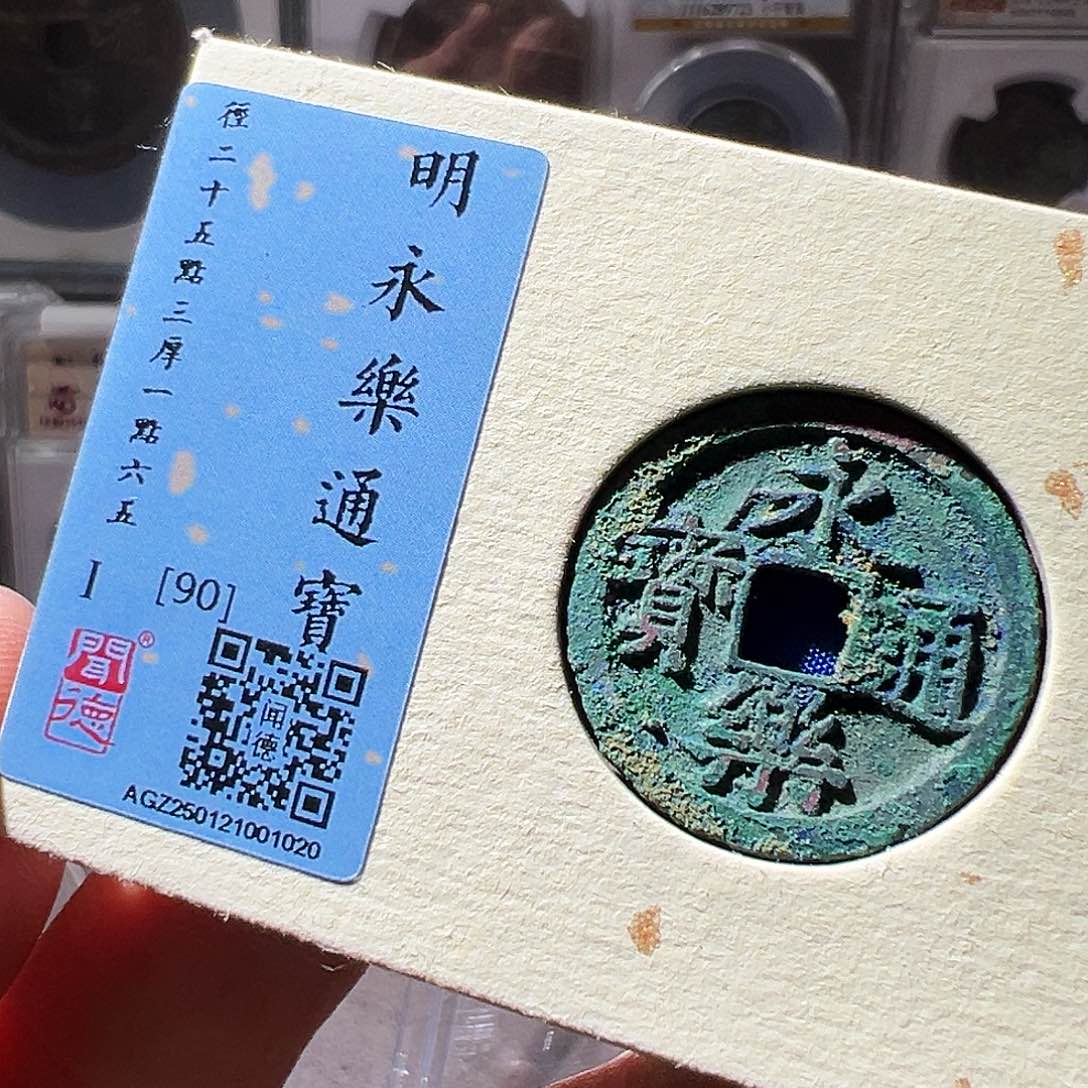 明永樂通寶
徑二十五點三厚一點六五
I [90]
聞德®
闻德
AGZ250121001020
永樂通寶